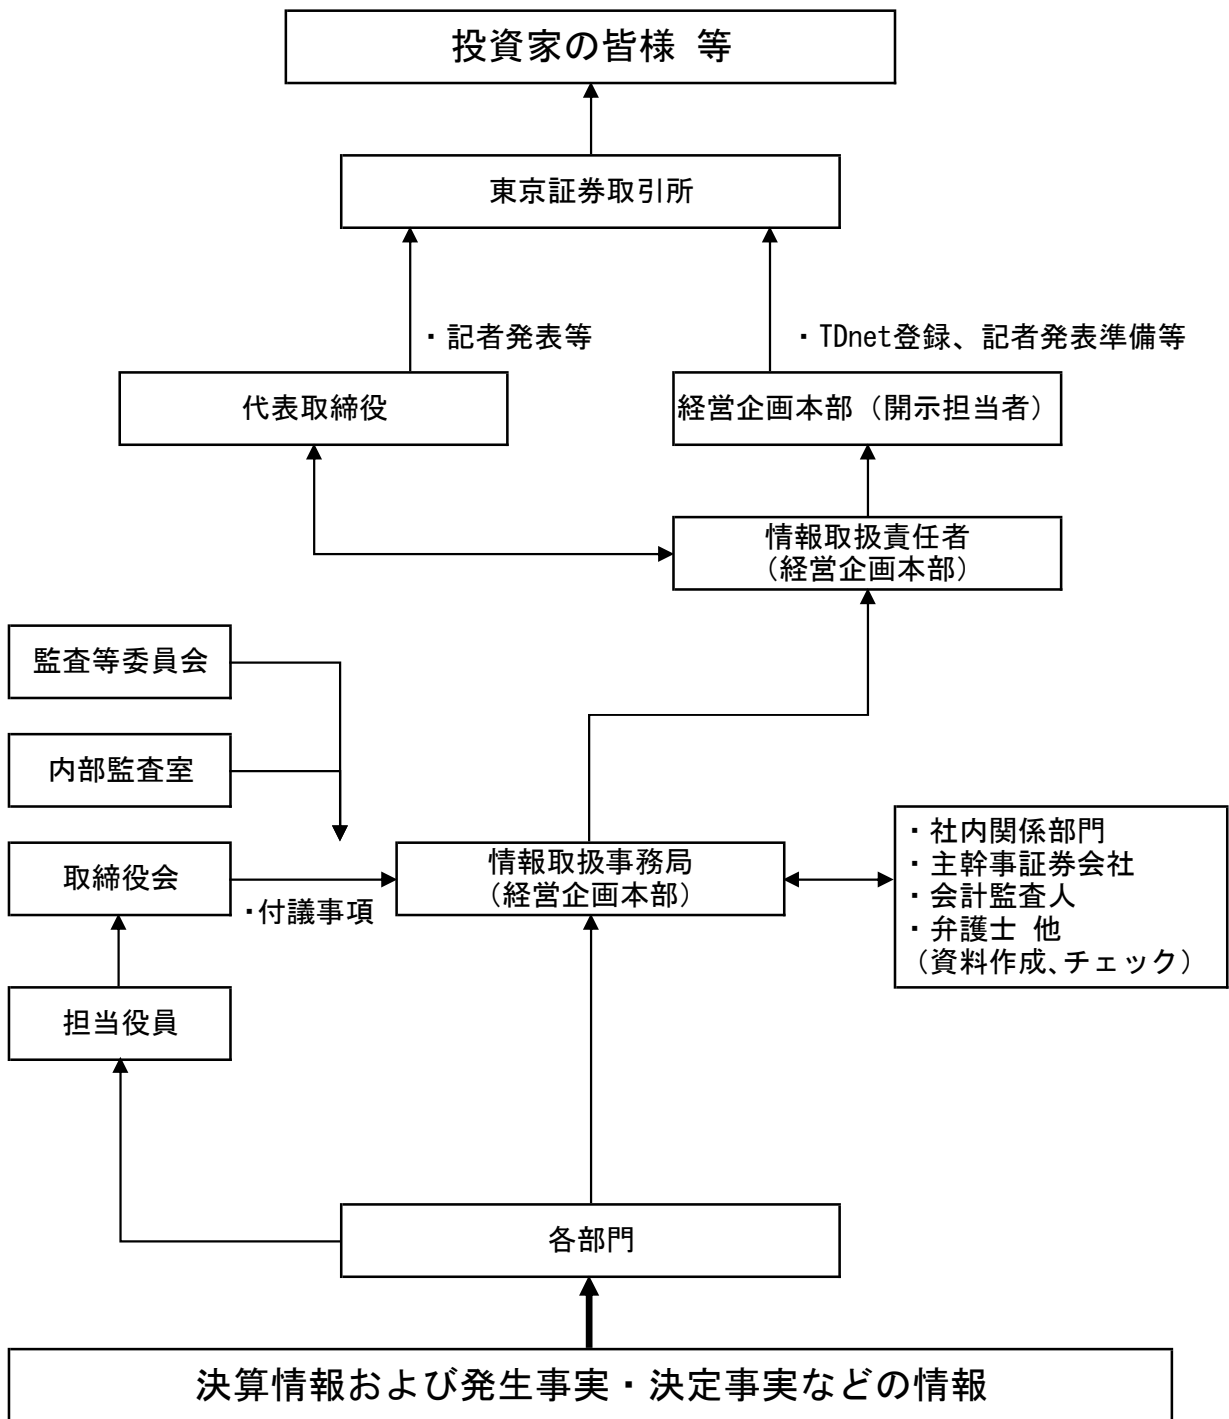 投資家の皆様 等
東京証券取引所
・記者発表等
・TDnet登録、記者発表準備等
代表取締役
経営企画本部（開示担当者）
情報取扱責任者
（経営企画本部）
監査等委員会
内部監査室
取締役会
・付議事項
情報取扱事務局
（経営企画本部）
・社内関係部門
・主幹事証券会社
・会計監査人
・弁護士 他
（資料作成、チェック）
担当役員
各部門
決算情報および発生事実・決定事実などの情報